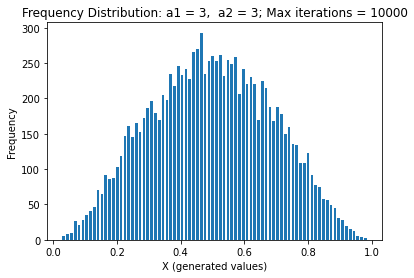 Frequency Distribution: a1 = 3,  a2 = 3; Max iterations = 10000
300
250
200
150
100
50
0
Frequency
0.0 0.2 0.4 0.6 0.8 1.0
X (generated values)